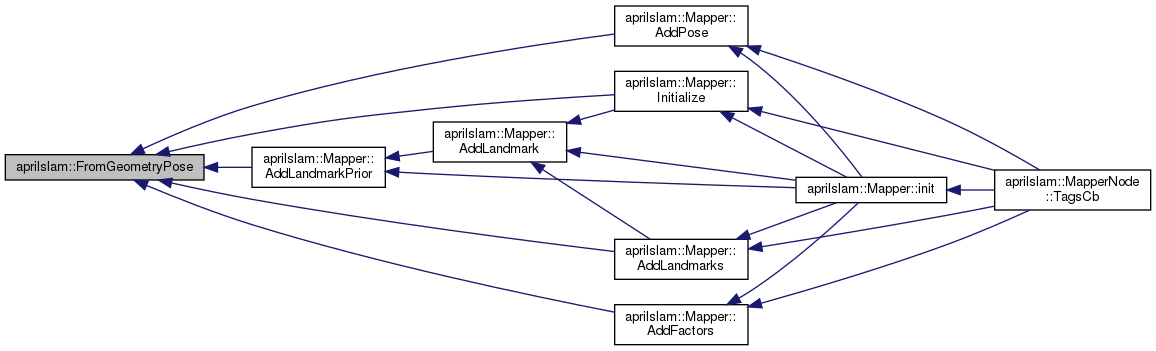 aprilslam::Mapper::
AddPose
aprilslam::Mapper::
Initialize
aprilslam::Mapper::
AddLandmark
aprilslam::FromGeometryPose
aprilslam::Mapper::
AddLandmarkPrior
aprilslam::Mapper::init
aprilslam::MapperNode
::TagsCb
aprilslam::Mapper::
AddLandmarks
aprilslam::Mapper::
AddFactors